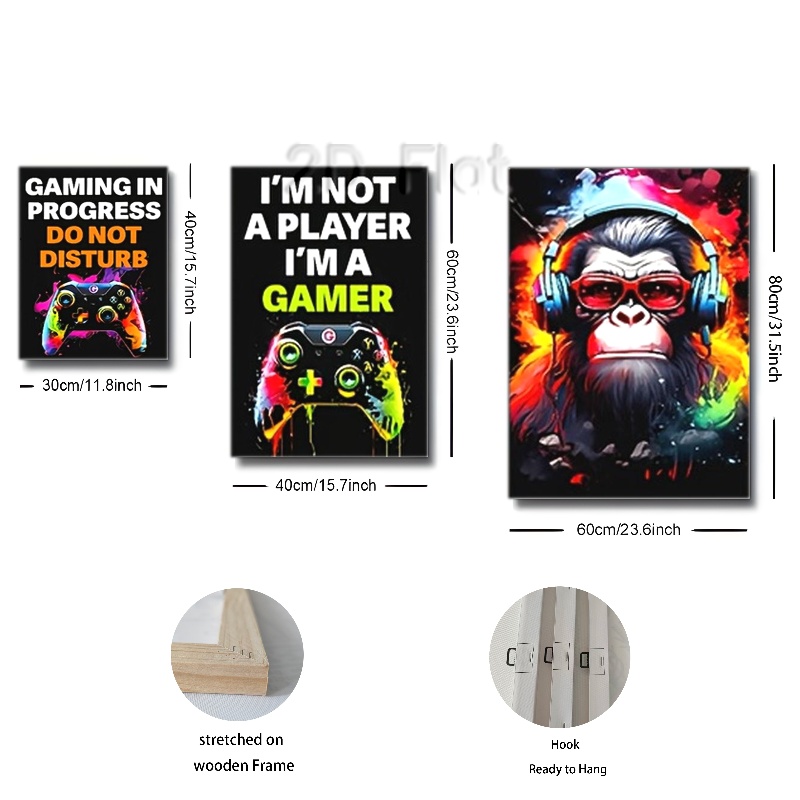 2D Flat
GAMING IN
PROGRESS
DO NOT
DISTURB
40cm/15.7inch
30cm/11.8inch
I'M NOT
A PLAYER
I'M A
GAMER
60cm/23.6inch
40cm/15.7inch
80cm/31.5inch
60cm/23.6inch
stretched on
wooden Frame
Hook
Ready to Hang